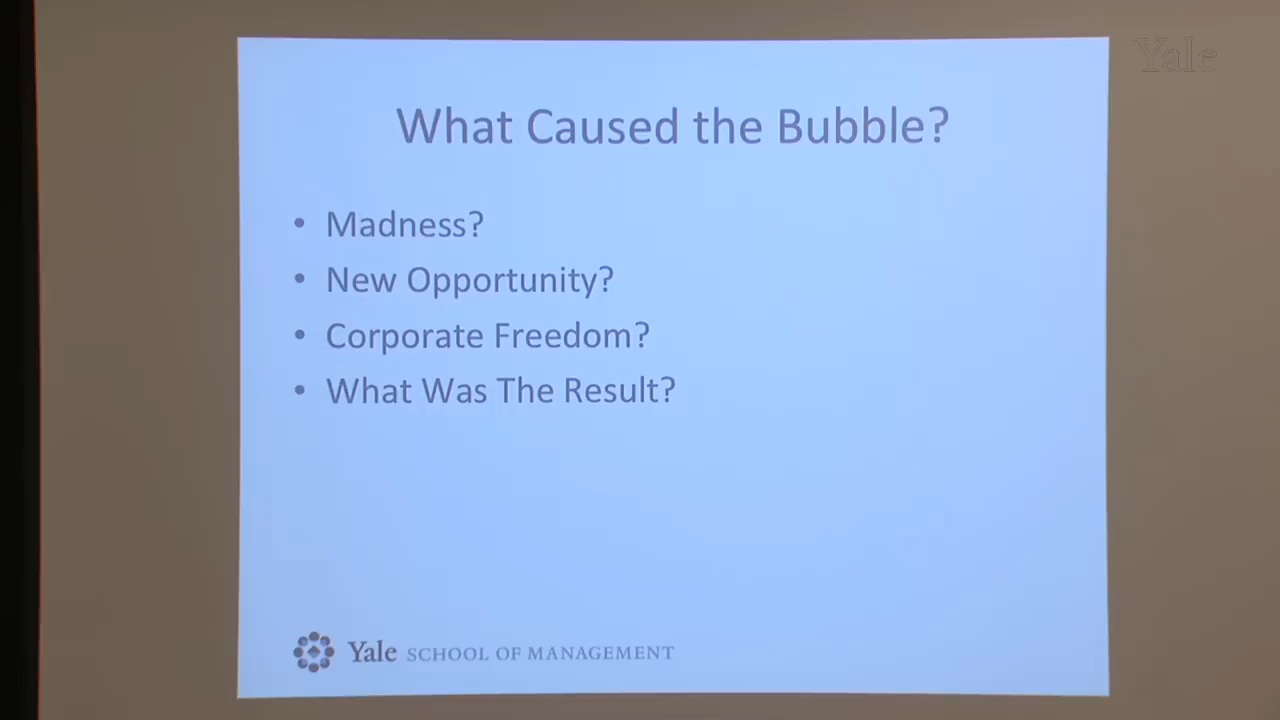 Yale
What Caused the Bubble?
• Madness?
• New Opportunity?
• Corporate Freedom?
• What Was The Result?
Yale SCHOOL OF MANAGEMENT